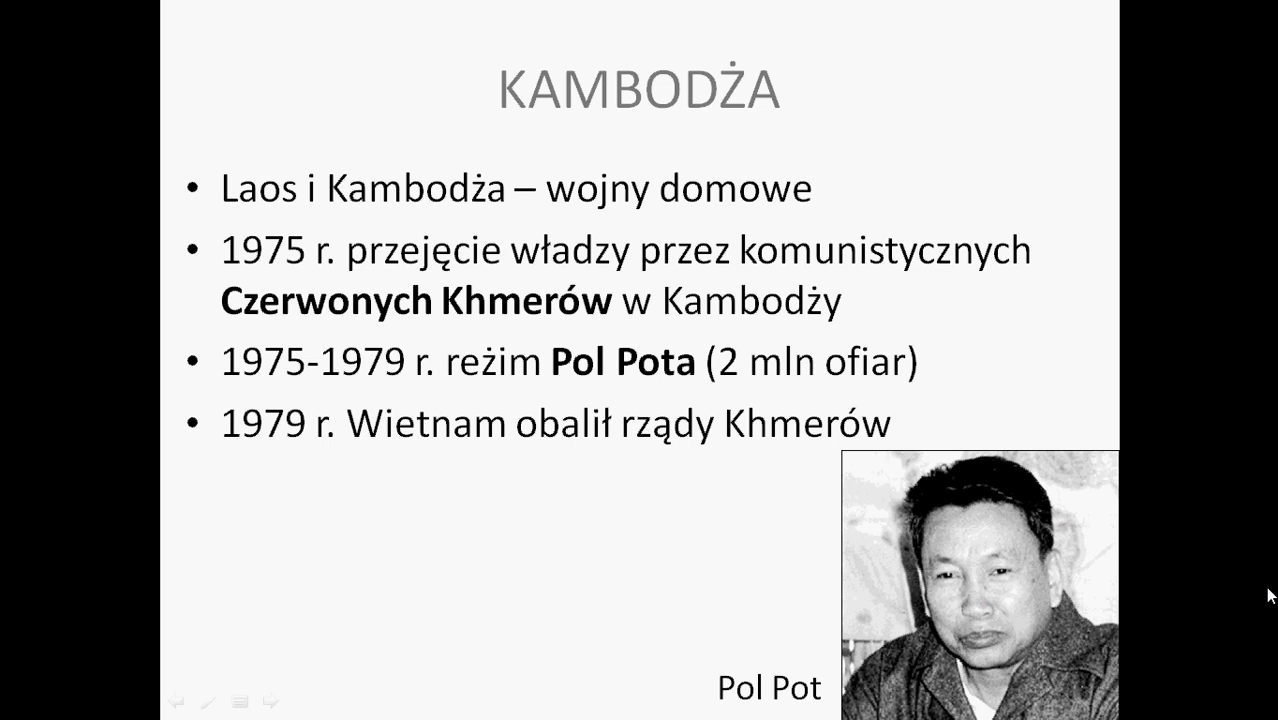 KAMBODŻA
• Laos i Kambodża – wojny domowe
• 1975 r. przejęcie władzy przez komunistycznych
Czerwonych Khmerów w Kambodży
• 1975-1979 r. reżim Pol Pota (2 mln ofiar)
• 1979 r. Wietnam obalił rządy Khmerów
Pol Pot